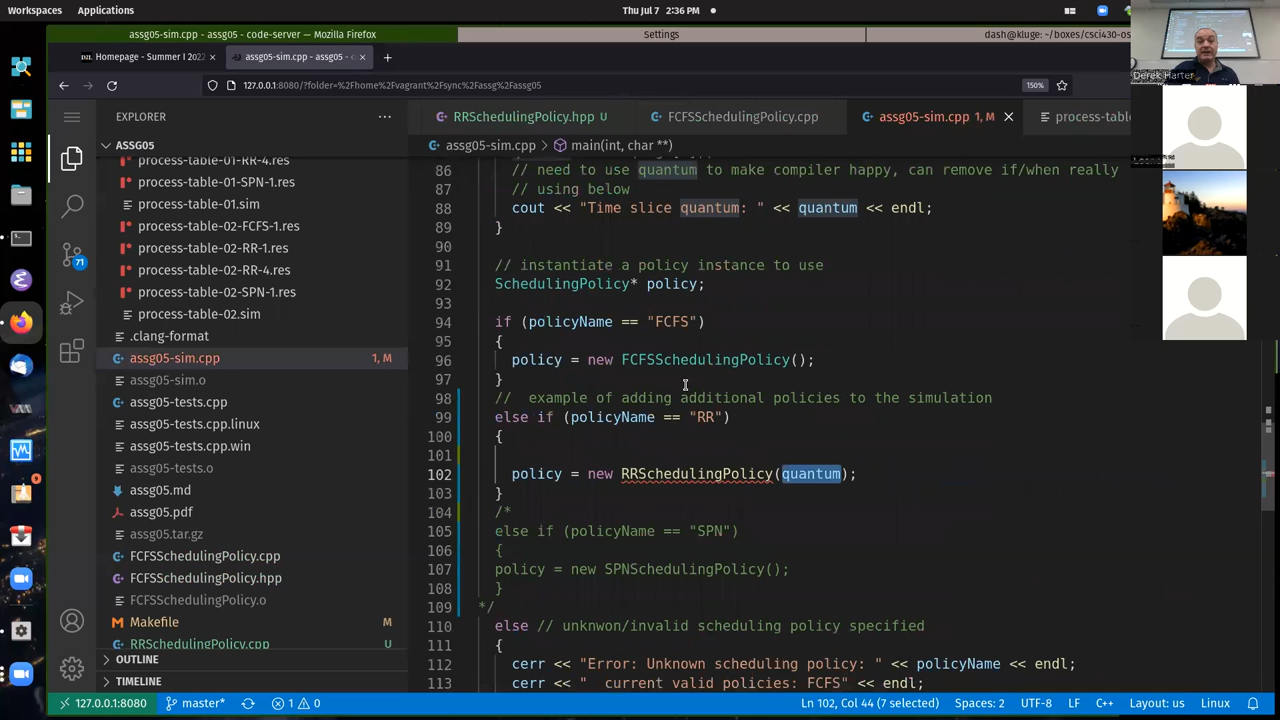 Workspaces Applications Thu Jul 7 2:36 PM
assg05-sim.cpp - assg05 - code-server — Mozilla Firefox Settings dash@kluge: ~/boxes/csci430-os
Homepage - Summer I 2022 assg05-sim.cpp - assg05 - c
127.0.0.1:8080/?folder=%2Fhome%2Fvagrant%2Fsync%2Fassg%2Fassg05 150%
Derek Harter
EXPLORER
RRSchedulingPolicy.hpp U FCFSSchedulingPolicy.cpp assg05-sim.cpp 1, M process-table
ASSG05
assg05-sim.cpp > main(int, char **)
process-table-01-RR-4.res
process-table-01-SPN-1.res
process-table-01.sim
process-table-02-FCFS-1.res
process-table-02-RR-1.res
process-table-02-RR-4.res
process-table-02-SPN-1.res
process-table-02.sim
.clang-format
assg05-sim.cpp 1, M
assg05-sim.o
assg05-tests.cpp
assg05-tests.cpp.linux
assg05-tests.cpp.win
assg05-tests.o
assg05.md
assg05.pdf
assg05.tar.gz
FCFSSchedulingPolicy.cpp
FCFSSchedulingPolicy.hpp
FCFSSchedulingPolicy.o
Makefile M
RRSchedulingPolicy.cpp U
OUTLINE
TIMELINE
71
9
86 // need to use quantum to make compiler happy, can remove if/when really
87 // using below
88 cout << "Time slice quantum: " << quantum << endl;
89 }
90
91 // instantiate a policy instance to use
92 SchedulingPolicy* policy;
93
94 if (policyName == "FCFS")
95 {
96 policy = new FCFSSchedulingPolicy();
97 }
98 // example of adding additional policies to the simulation
99 else if (policyName == "RR")
100 {
101
102 policy = new RRSchedulingPolicy(quantum);
103 }
104 /*
105 else if (policyName == "SPN")
106 {
107 policy = new SPNSchedulingPolicy();
108 }
109 */
110 else // unknwon/invalid scheduling policy specified
111 {
112 cerr << "Error: Unknown scheduling policy: " << policyName << endl;
113 cerr << " current valid policies: FCFS" << endl;
127.0.0.1:8080 master* 1 0 Ln 102, Col 44 (7 selected) Spaces: 2 UTF-8 LF C++ Layout: us Linux